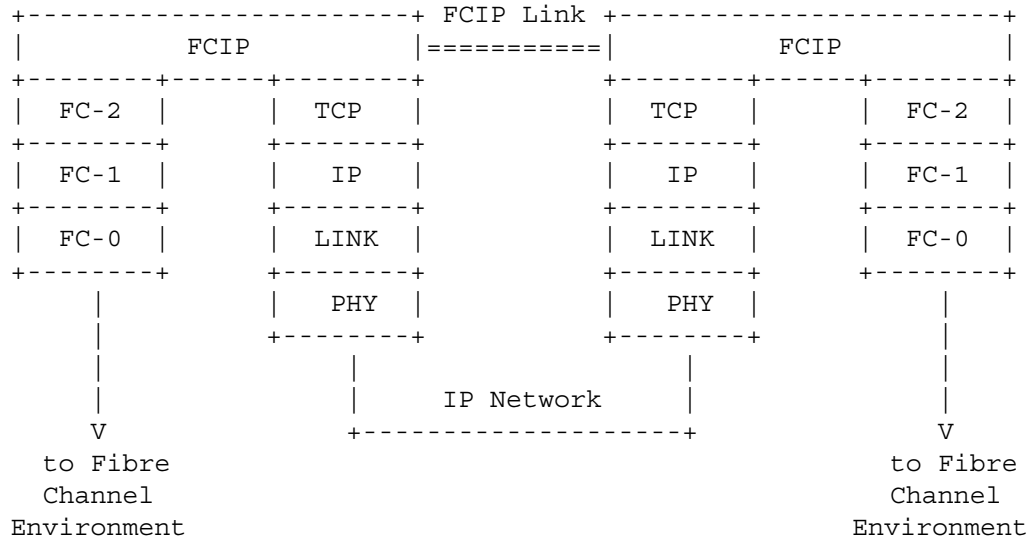 FCIP Link
FCIP ===========| FCIP
FC-2 TCP TCP FC-2
FC-1 IP IP FC-1
FC-0 LINK LINK FC-0
PHY PHY
IP Network
V V
to Fibre to Fibre
Channel Channel
Environment Environment